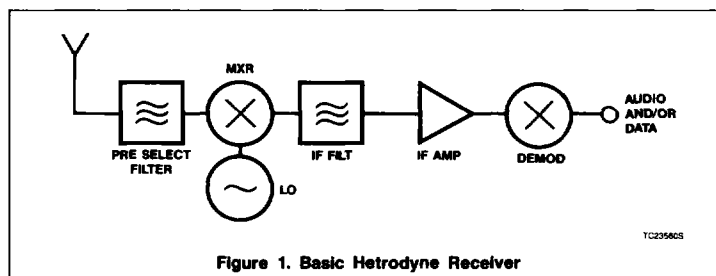 MXR
AUDIO
AND/OR
DATA
PRE SELECT
FILTER
IF FILT
IF AMP
DEMOD
LO
TC23560S
Figure 1. Basic Hetrodyne Receiver